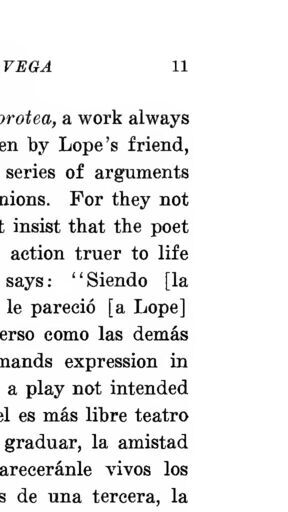 VEGA 11
orotea, a work always
en by Lope's friend,
series of arguments
nions. For they not
t insist that the poet
action truer to life
says: "Siendo [la
le pareció [a Lope]
erso como las demás
mands expression in
a play not intended
el es más libre teatro
graduar, la amistad
areceránle vivos los
s de una tercera, la